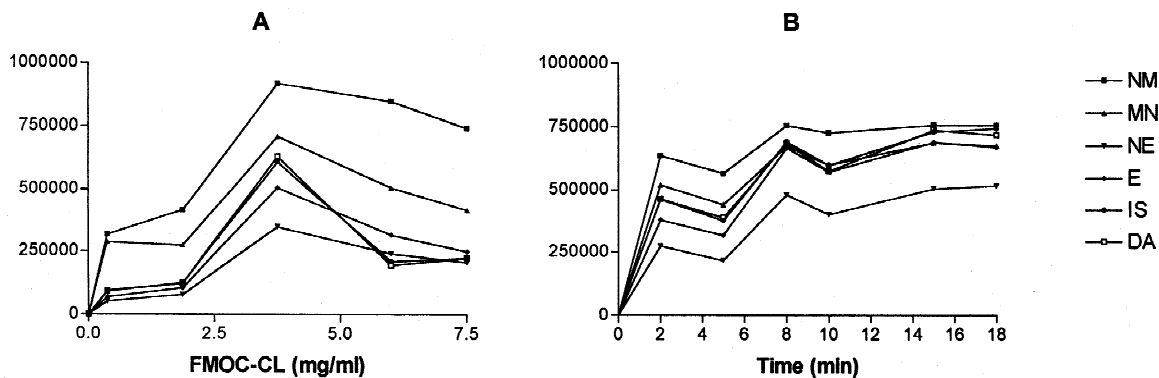 A
1000000
750000
500000
250000
0
0.0 2.5 5.0 7.5
FMOC-CL (mg/ml)
B
1000000
750000
500000
250000
0
0 2 4 6 8 10 12 14 16 18
Time (min)
NM
MN
NE
E
IS
DA